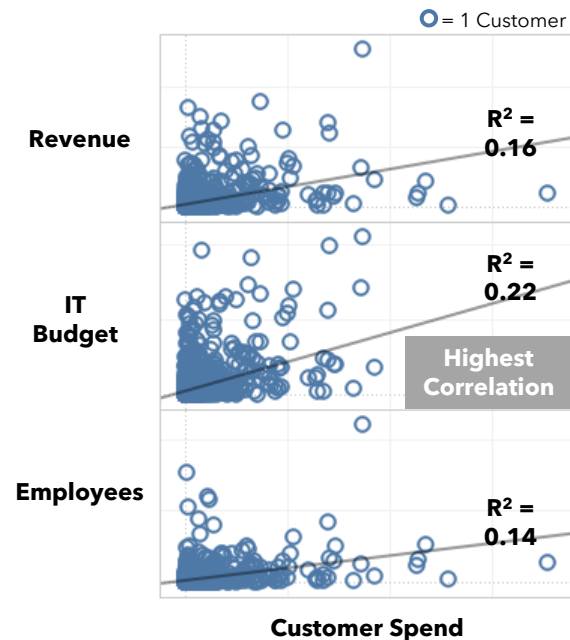 = 1 Customer
Revenue
R² =
0.16
IT
Budget
R² =
0.22
Highest
Correlation
Employees
R² =
0.14
Customer Spend